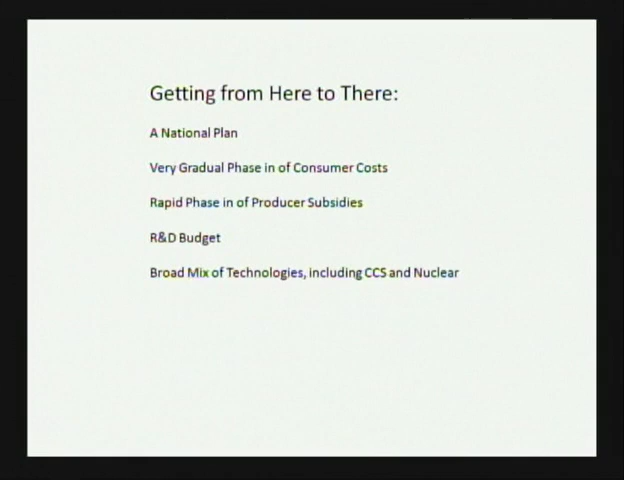 Getting from Here to There:
A National Plan
Very Gradual Phase in of Consumer Costs
Rapid Phase in of Producer Subsidies
R&D Budget
Broad Mix of Technologies, including CCS and Nuclear